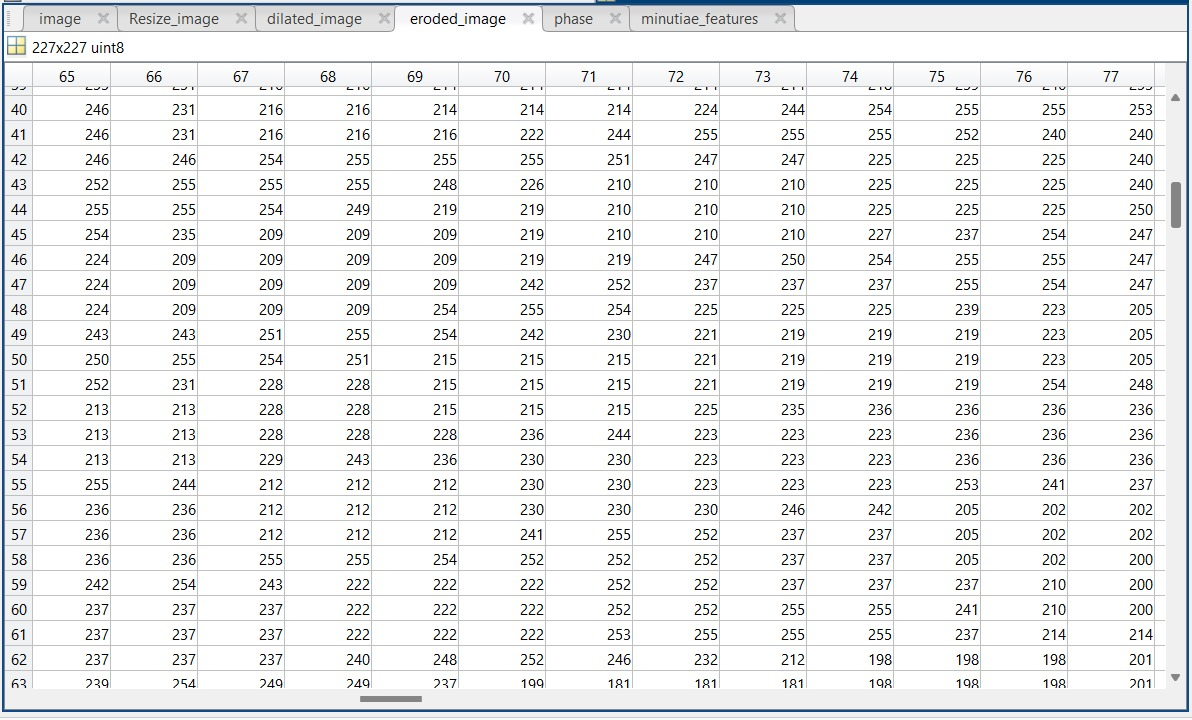 image Resize_image dilated_image eroded_image phase minutiae_features
227x227 uint8
65 66 67 68 69 70 71 72 73 74 75 76 77
40 246 231 216 216 214 214 214 224 244 254 255 255 253
41 246 231 216 216 216 222 244 255 255 255 252 240 240
42 246 246 254 255 255 255 251 247 247 225 225 225 240
43 252 255 255 255 248 226 210 210 210 225 225 225 240
44 255 255 254 249 219 219 210 210 210 225 225 225 250
45 254 235 209 209 209 219 210 210 210 227 237 254 247
46 224 209 209 209 209 219 219 247 250 254 255 255 247
47 224 209 209 209 209 242 252 237 237 237 255 254 247
48 224 209 209 209 254 255 254 225 225 225 239 223 205
49 243 243 251 255 254 242 230 221 219 219 219 223 205
50 250 255 254 251 215 215 215 221 219 219 219 223 205
51 252 231 228 228 215 215 215 221 219 219 219 254 248
52 213 213 228 228 215 215 215 225 235 236 236 236 236
53 213 213 228 228 228 236 244 223 223 223 236 236 236
54 213 213 229 243 236 230 230 223 223 223 236 236 236
55 255 244 212 212 212 230 230 223 223 223 253 241 237
56 236 236 212 212 212 230 230 230 246 242 205 202 202
57 236 236 212 212 212 241 255 252 237 237 205 202 202
58 236 236 255 255 254 252 252 252 237 237 205 202 200
59 242 254 243 222 222 222 252 252 237 237 237 210 200
60 237 237 237 222 222 222 252 252 255 255 241 210 200
61 237 237 237 222 222 222 253 255 255 255 237 214 214
62 237 237 237 240 248 252 246 232 212 198 198 198 201
63 239 254 249 249 237 199 181 181 181 198 198 198 201